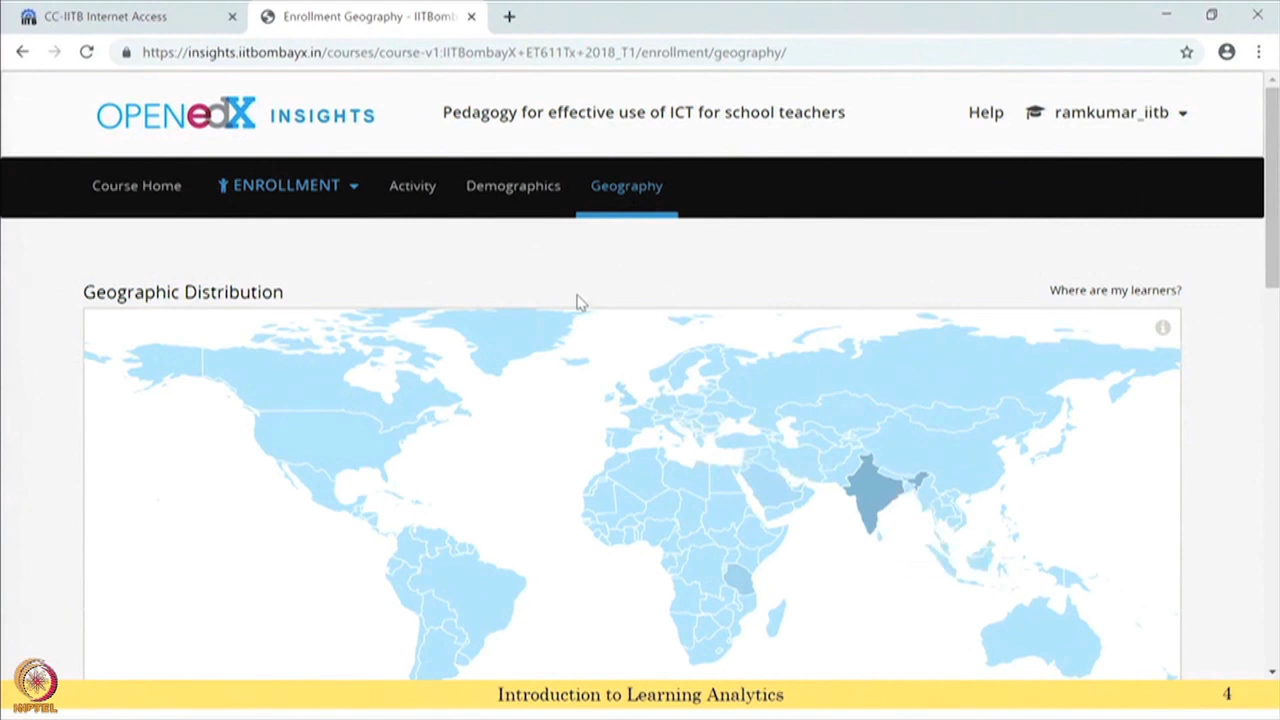 CC-IITB Internet Access
Enrollment Geography - IITBomb
https://insights.iitbombayx.in/courses/course-v1:IITBombayX+ET611Tx+2018_T1/enrollment/geography/
OPENedX INSIGHTS
Pedagogy for effective use of ICT for school teachers
Help
ramkumar_iitb
Course Home
ENROLLMENT
Activity
Demographics
Geography
Geographic Distribution
Where are my learners?
NPTEL
Introduction to Learning Analytics
4